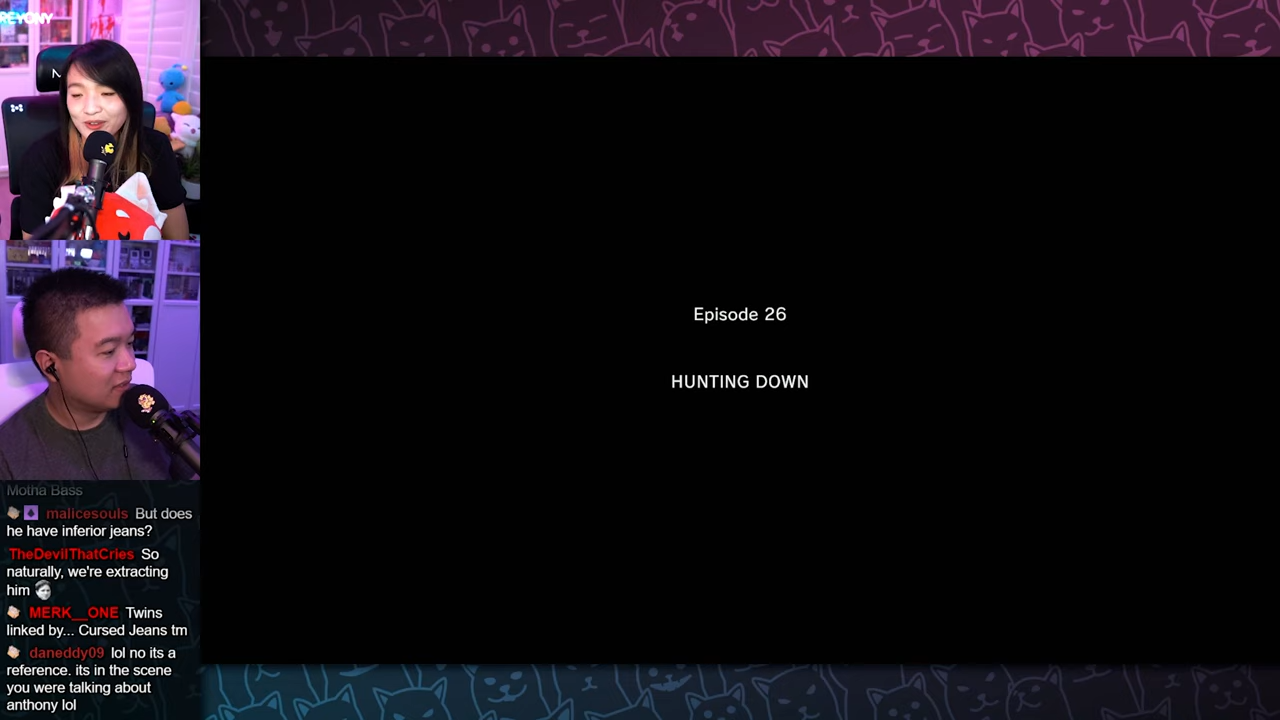 REYONY
Episode 26
HUNTING DOWN
Motha Bass
malicesouls But does
he have inferior jeans?
TheDevilThatCries So
naturally, we're extracting
him
MERK__ONE Twins
linked by... Cursed Jeans tm
daneddy09 lol no its a
reference. its in the scene
you were talking about
anthony lol